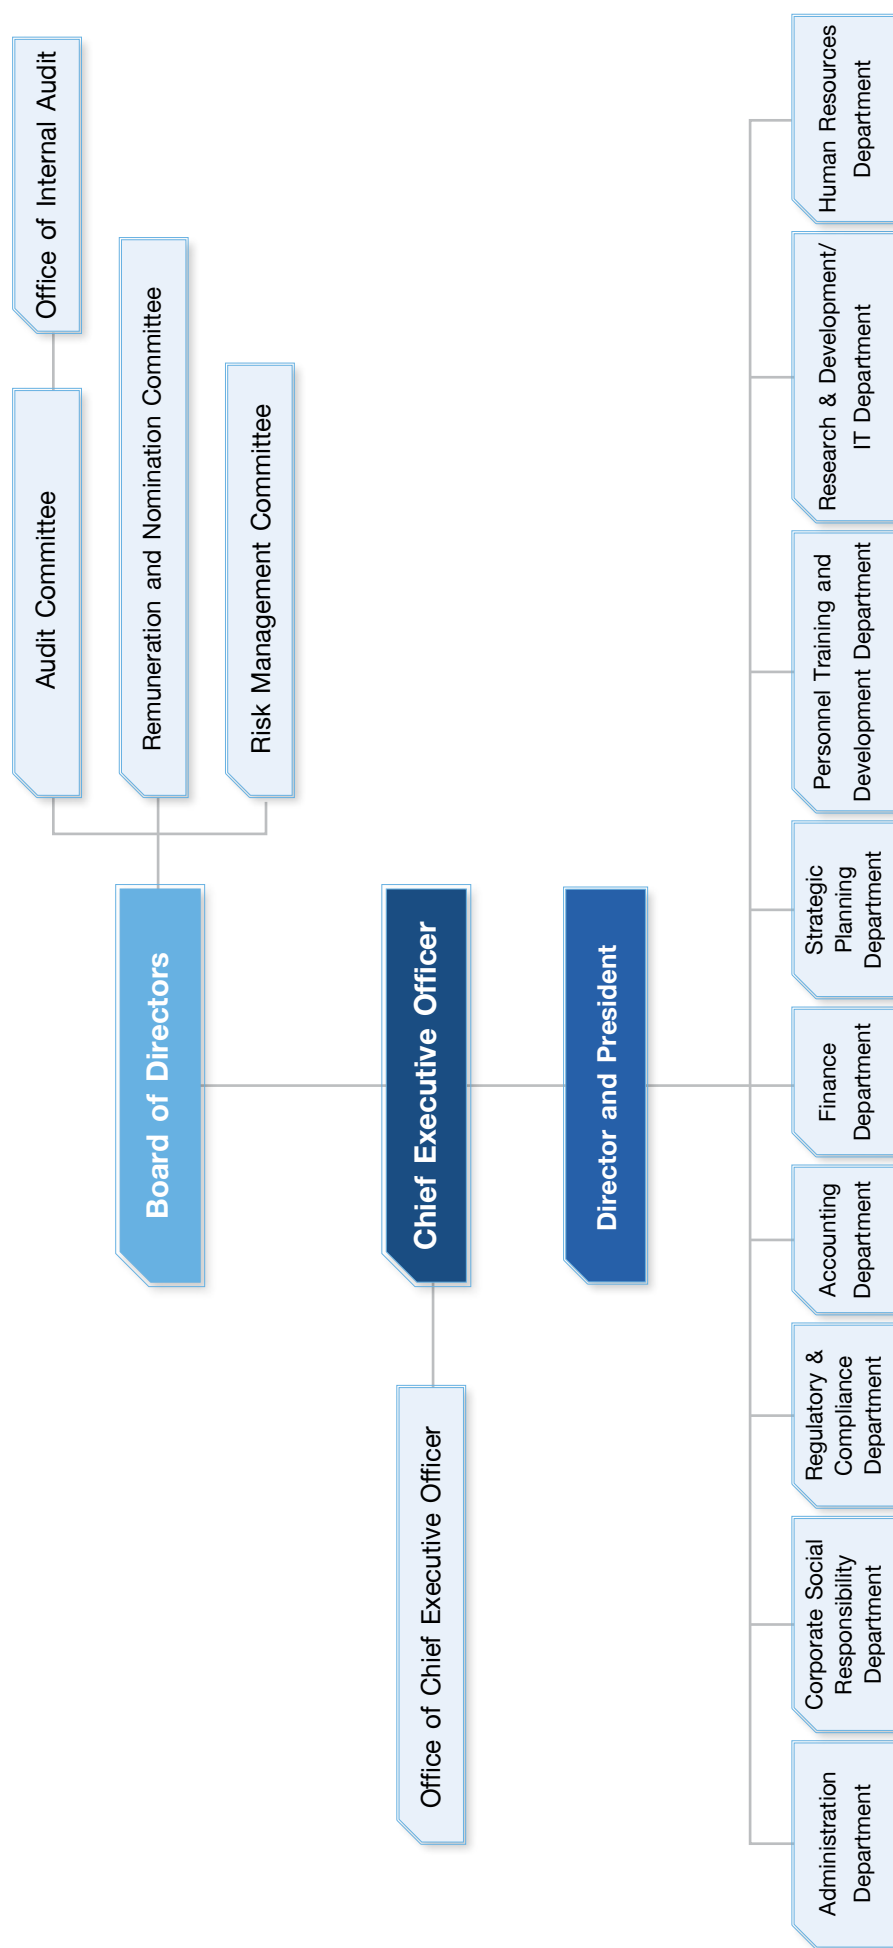 Office of Internal Audit
Audit Committee
Remuneration and Nomination Committee
Risk Management Committee
Board of Directors
Chief Executive Officer
Office of Chief Executive Officer
Director and President
Administration
Department
Corporate Social
Responsibility
Department
Regulatory &
Compliance
Department
Accounting
Department
Finance
Department
Strategic
Planning
Department
Personnel Training and
Development Department
Research & Development/
IT Department
Human Resources
Department